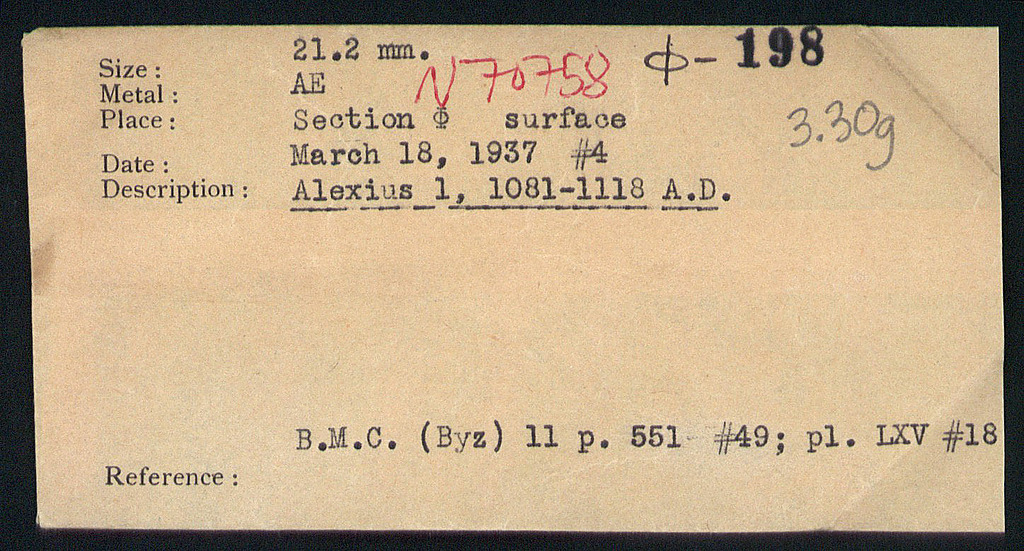 Size: 21.2 mm. Φ-198
Metal: AE N70758
Place: Section Φ surface 3.30g
Date: March 18, 1937 #4
Description: Alexius 1, 1081-1118 A.D.
B.M.C. (Byz) 11 p. 551 #49; pl. LXV #18
Reference: